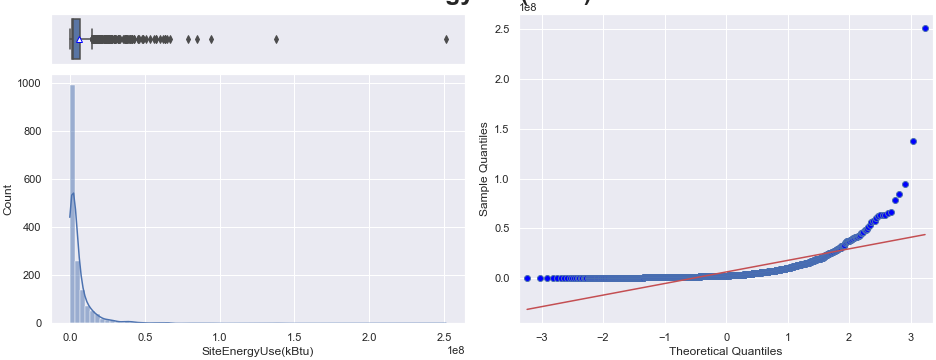 1e8
1000
800
600
400
200
0
Count
0.0 0.5 1.0 1.5 2.0 2.5
SiteEnergyUse(kBtu)
1e8
2.5
2.0
1.5
1.0
0.5
0.0
Sample Quantiles
−3 −2 −1 0 1 2 3
Theoretical Quantiles